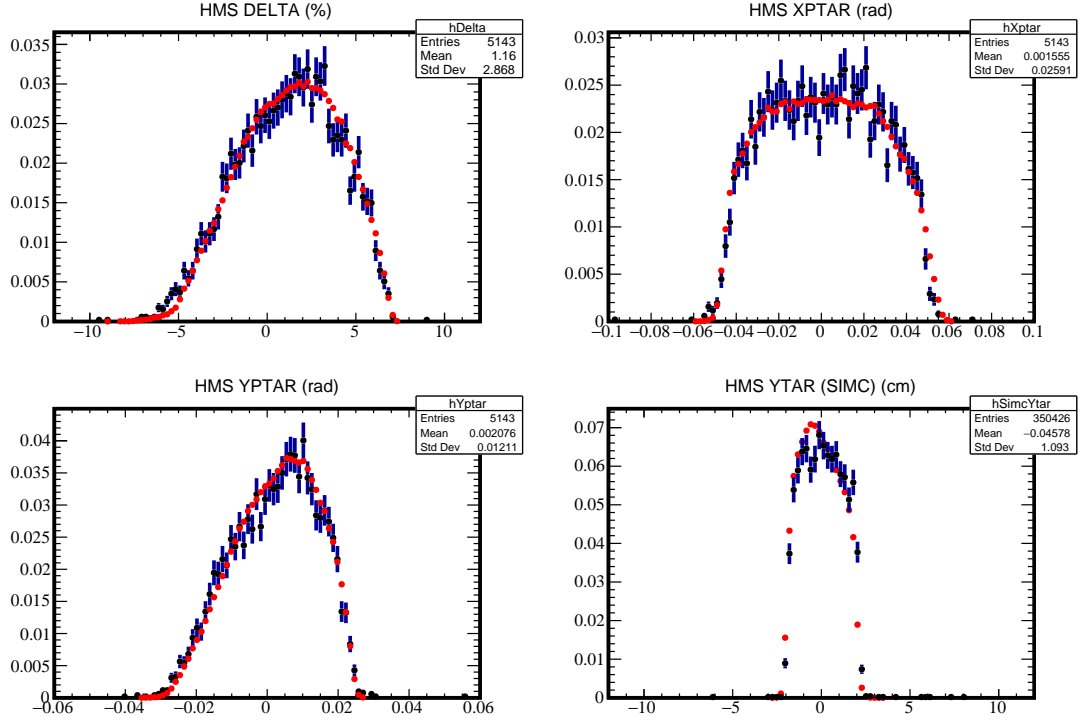 HMS DELTA (%)
hDelta
Entries 5143
Mean 1.16
Std Dev 2.868
0.035
0.03
0.025
0.02
0.015
0.01
0.005
0
−10 −5 0 5 10
HMS XPTAR (rad)
hXptar
Entries 5143
Mean 0.001555
Std Dev 0.02591
0.03
0.025
0.02
0.015
0.01
0.005
0
−0.1 −0.08 −0.06 −0.04 −0.02 0 0.02 0.04 0.06 0.08 0.1
HMS YPTAR (rad)
hYptar
Entries 5143
Mean 0.002076
Std Dev 0.01211
0.04
0.035
0.03
0.025
0.02
0.015
0.01
0.005
0
−0.06 −0.04 −0.02 0 0.02 0.04 0.06
HMS YTAR (SIMC) (cm)
hSimcYtar
Entries 350426
Mean −0.04578
Std Dev 1.093
0.07
0.06
0.05
0.04
0.03
0.02
0.01
0
−10 −5 0 5 10